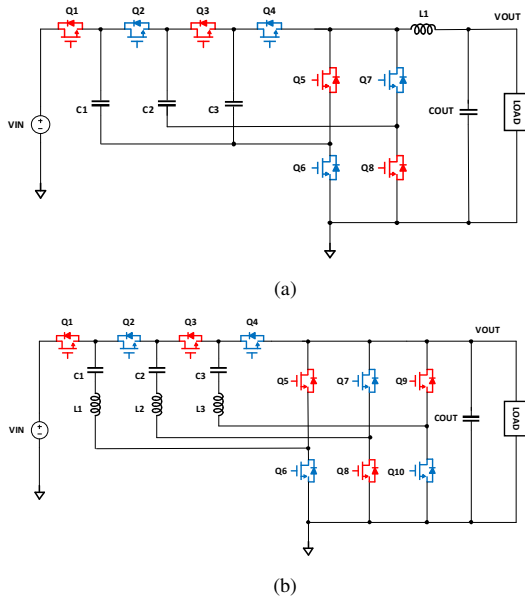 Q1 Q2 Q3 Q4 L1 VOUT
Q5 Q7
C1 C2 C3 COUT LOAD
VIN
Q6 Q8
(a)
Q1 Q2 Q3 Q4 VOUT
C1 C2 C3 Q5 Q7 Q9
L1 L2 L3 COUT LOAD
VIN
Q6 Q8 Q10
(b)